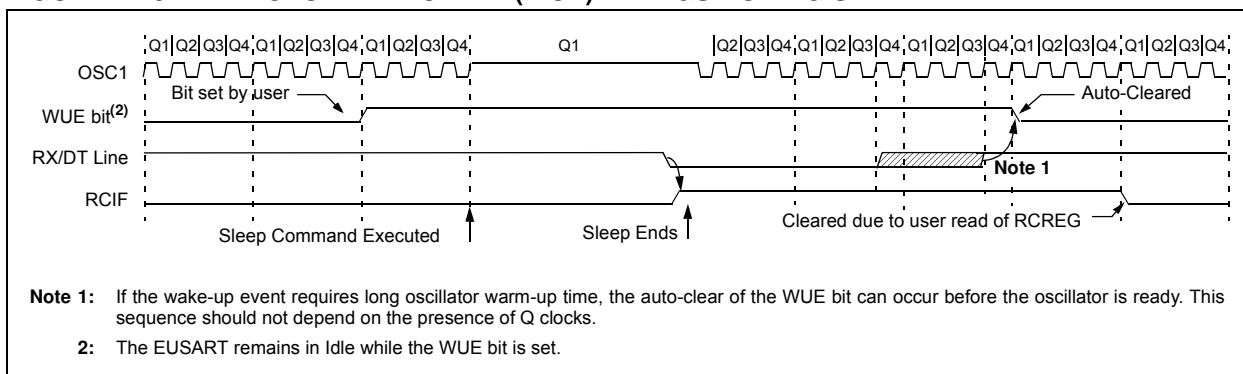 Q1 Q2 Q3 Q4 Q1 Q2 Q3 Q4 Q1 Q2 Q3 Q4 Q1 Q2 Q3 Q4 Q1 Q2 Q3 Q4 Q1 Q2 Q3 Q4 Q1 Q2 Q3 Q4 Q1 Q2 Q3 Q4
OSC1
Bit set by user
Auto-Cleared
WUE bit(2)
RX/DT Line
Note 1
RCIF
Cleared due to user read of RCREG
Sleep Command Executed
Sleep Ends
Note 1: If the wake-up event requires long oscillator warm-up time, the auto-clear of the WUE bit can occur before the oscillator is ready. This
sequence should not depend on the presence of Q clocks.
2: The EUSART remains in Idle while the WUE bit is set.